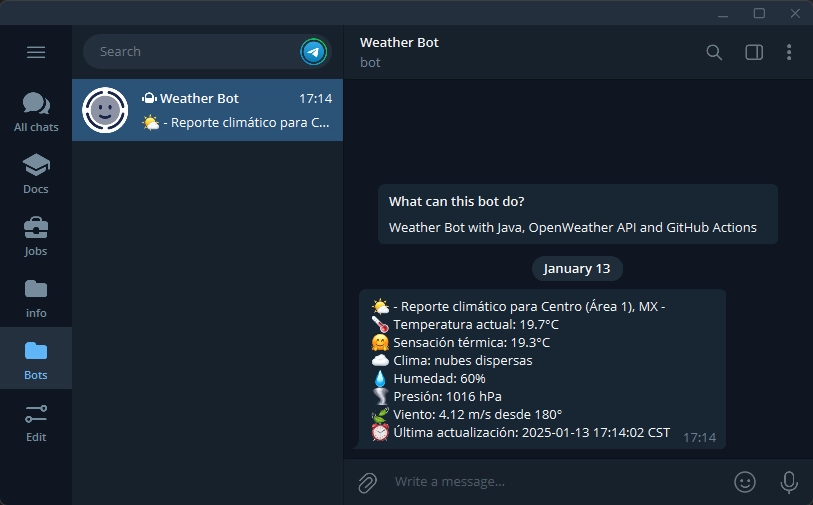 Search
All chats
Docs
Jobs
info
Bots
Edit
Weather Bot 17:14
- Reporte climático para C...
Weather Bot
bot
What can this bot do?
Weather Bot with Java, OpenWeather API and GitHub Actions
January 13
- Reporte climático para Centro (Área 1), MX -
Temperatura actual: 19.7°C
Sensación térmica: 19.3°C
Clima: nubes dispersas
Humedad: 60%
Presión: 1016 hPa
Viento: 4.12 m/s desde 180°
Última actualización: 2025-01-13 17:14:02 CST 17:14
Write a message...